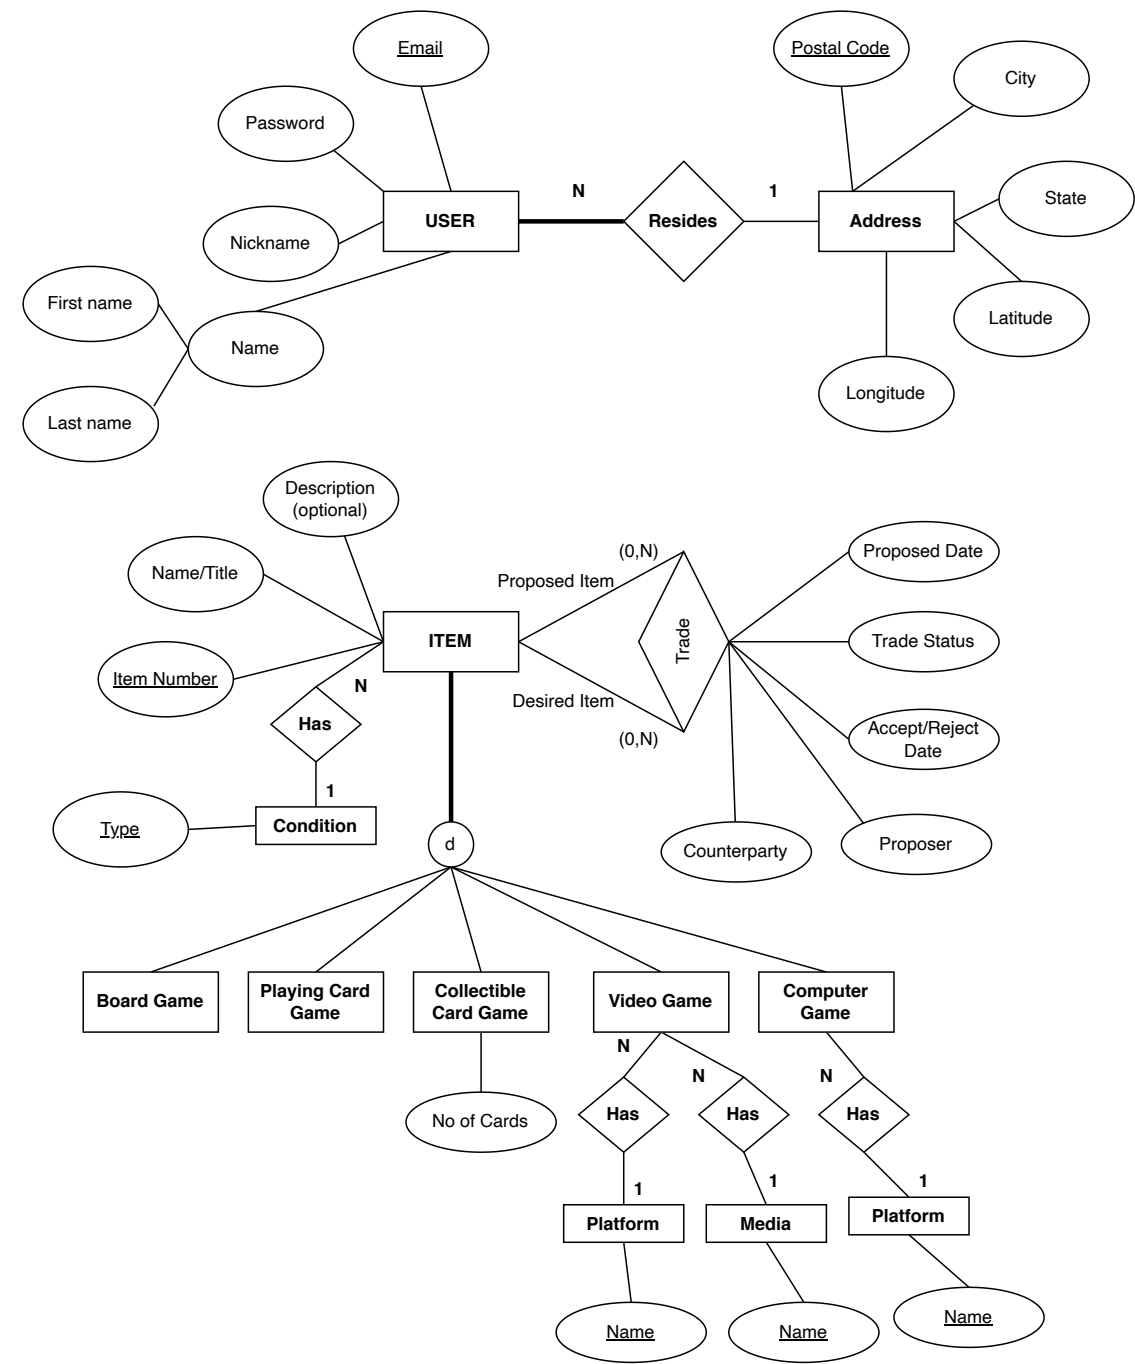 Email
Postal Code
City
Password
N
1
State
USER
Resides
Address
Nickname
First name
Latitude
Name
Longitude
Last name
Description
(optional)
(0,N)
Proposed Date
Name/Title
Proposed Item
ITEM
Trade
Trade Status
Item Number
N
Desired Item
Has
(0,N)
Accept/Reject
Date
1
Type
Condition
d
Counterparty
Proposer
Board Game
Playing Card
Game
Collectible
Card Game
Video Game
Computer
Game
N
N
N
No of Cards
Has
Has
Has
1
1
1
Platform
Media
Platform
Name
Name
Name